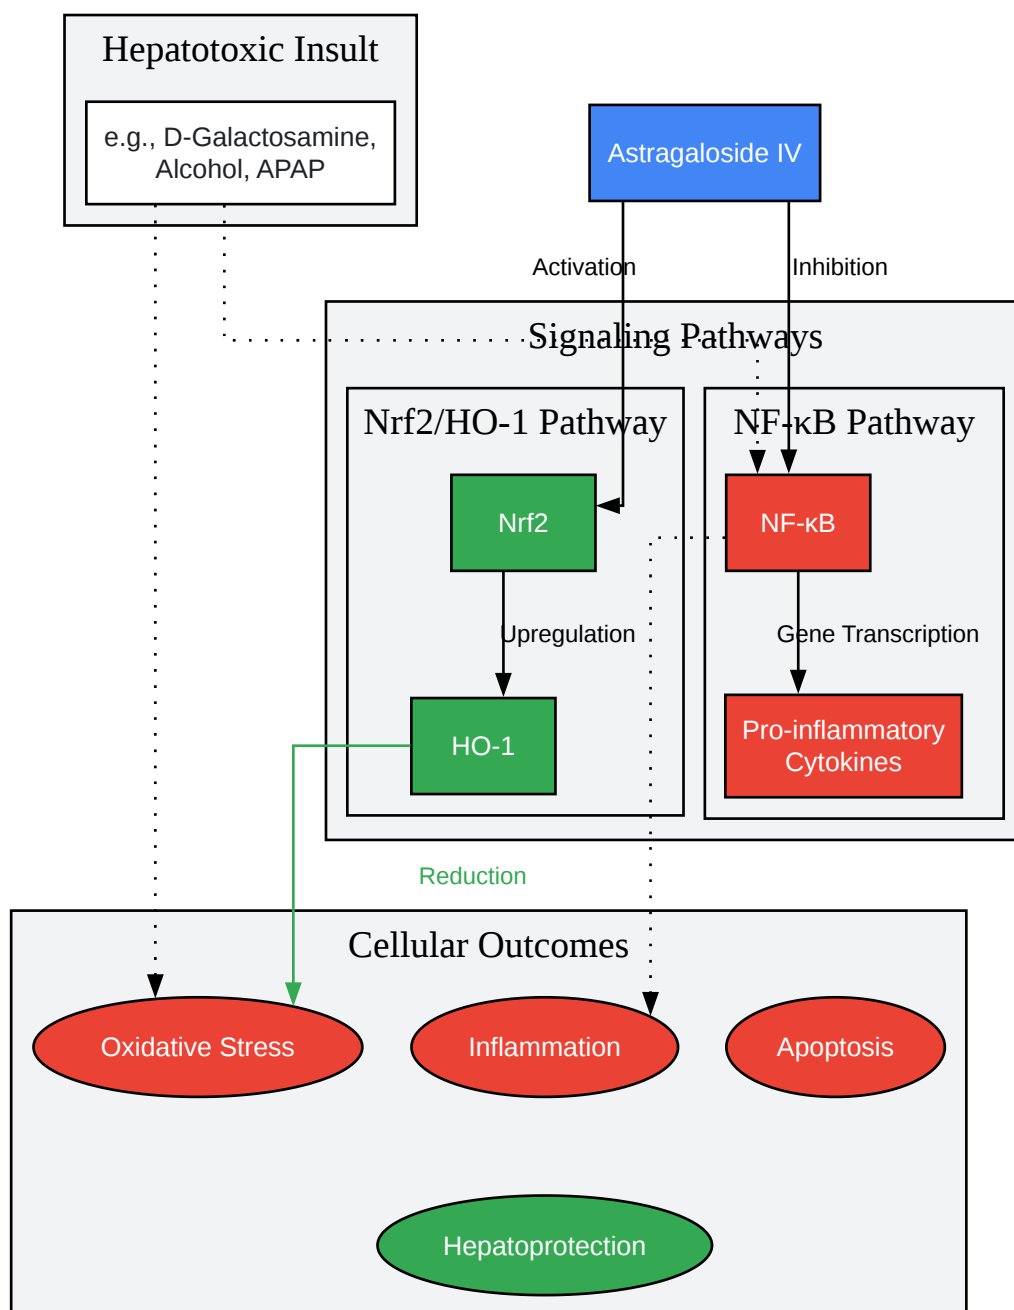 Hepatotoxic Insult
e.g., D-Galactosamine,
Alcohol, APAP
Astragaloside IV
Activation
Inhibition
Signaling Pathways
Nrf2/HO-1 Pathway
NF-κB Pathway
Nrf2
NF-κB
Upregulation
Gene Transcription
HO-1
Pro-inflammatory
Cytokines
Reduction
Cellular Outcomes
Oxidative Stress
Inflammation
Apoptosis
Hepatoprotection